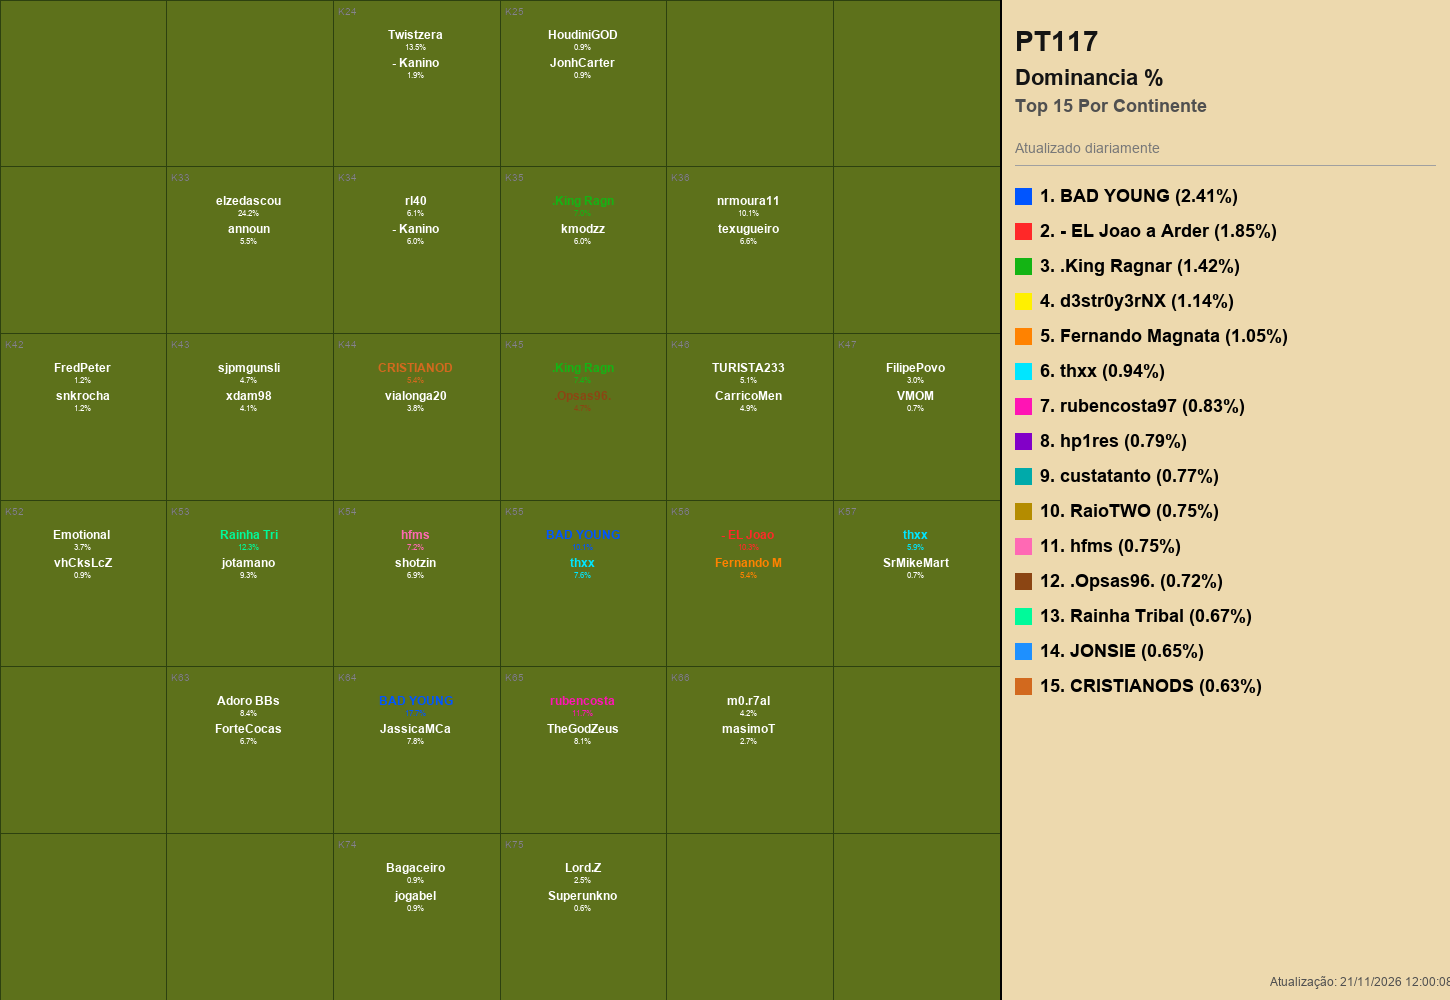 K24
Twistzera
13.5%
- Kanino
1.9%
K25
HoudiniGOD
0.9%
JonhCarter
0.9%
K33
elzedascou
24.2%
announ
5.5%
K34
rl40
6.1%
- Kanino
6.0%
K35
.King Ragn
kmodzz
6.0%
K36
nrmoura11
10.1%
texugueiro
6.6%
K42
FredPeter
1.2%
snkrocha
1.2%
K43
sjpmgunsli
4.7%
xdam98
4.1%
K44
CRISTIANOD
5.4%
vialonga20
3.8%
K45
.King Ragn
7.4%
.Opsas96.
K46
TURISTA233
5.1%
CarricoMen
4.9%
K47
FilipePovo
3.0%
VMOM
0.7%
K52
Emotional
3.7%
vhCksLcZ
0.9%
K53
Rainha Tri
12.3%
jotamano
9.3%
K54
hfms
7.2%
shotzin
6.9%
K55
BAD YOUNG
thxx
7.6%
K56
- EL Joao
Fernando M
5.4%
K57
thxx
5.9%
SrMikeMart
0.7%
K63
Adoro BBs
8.4%
ForteCocas
6.7%
K64
BAD YOUNG
JassicaMCa
7.8%
K65
rubencosta
TheGodZeus
8.1%
K66
m0.r7al
4.2%
masimoT
2.7%
K74
Bagaceiro
0.9%
jogabel
0.9%
K75
Lord.Z
2.5%
Superunkno
0.6%
PT117
Dominancia %
Top 15 Por Continente
Atualizado diariamente
1. BAD YOUNG (2.41%)
2. - EL Joao a Arder (1.85%)
3. .King Ragnar (1.42%)
4. d3str0y3rNX (1.14%)
5. Fernando Magnata (1.05%)
6. thxx (0.94%)
7. rubencosta97 (0.83%)
8. hp1res (0.79%)
9. custatanto (0.77%)
10. RaioTWO (0.75%)
11. hfms (0.75%)
12. .Opsas96. (0.72%)
13. Rainha Tribal (0.67%)
14. JONSIE (0.65%)
15. CRISTIANODS (0.63%)
Atualização: 21/11/2026 12:00:08